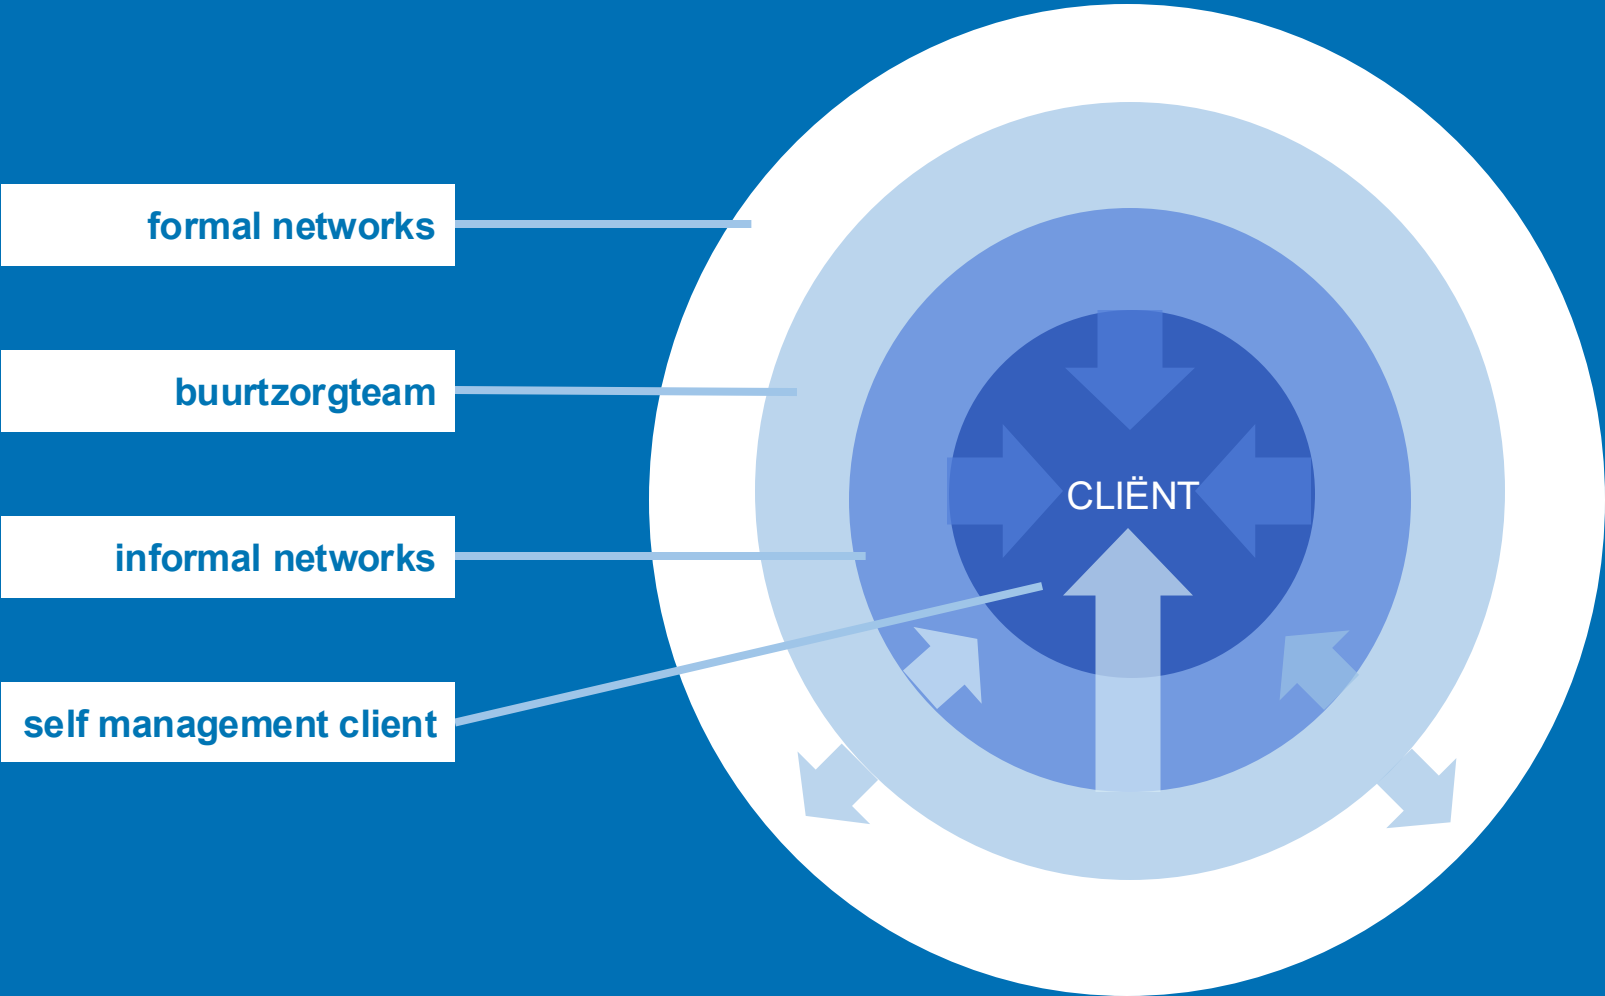 formal networks
buurtzorgteam
informal networks
self management client
CLIËNT